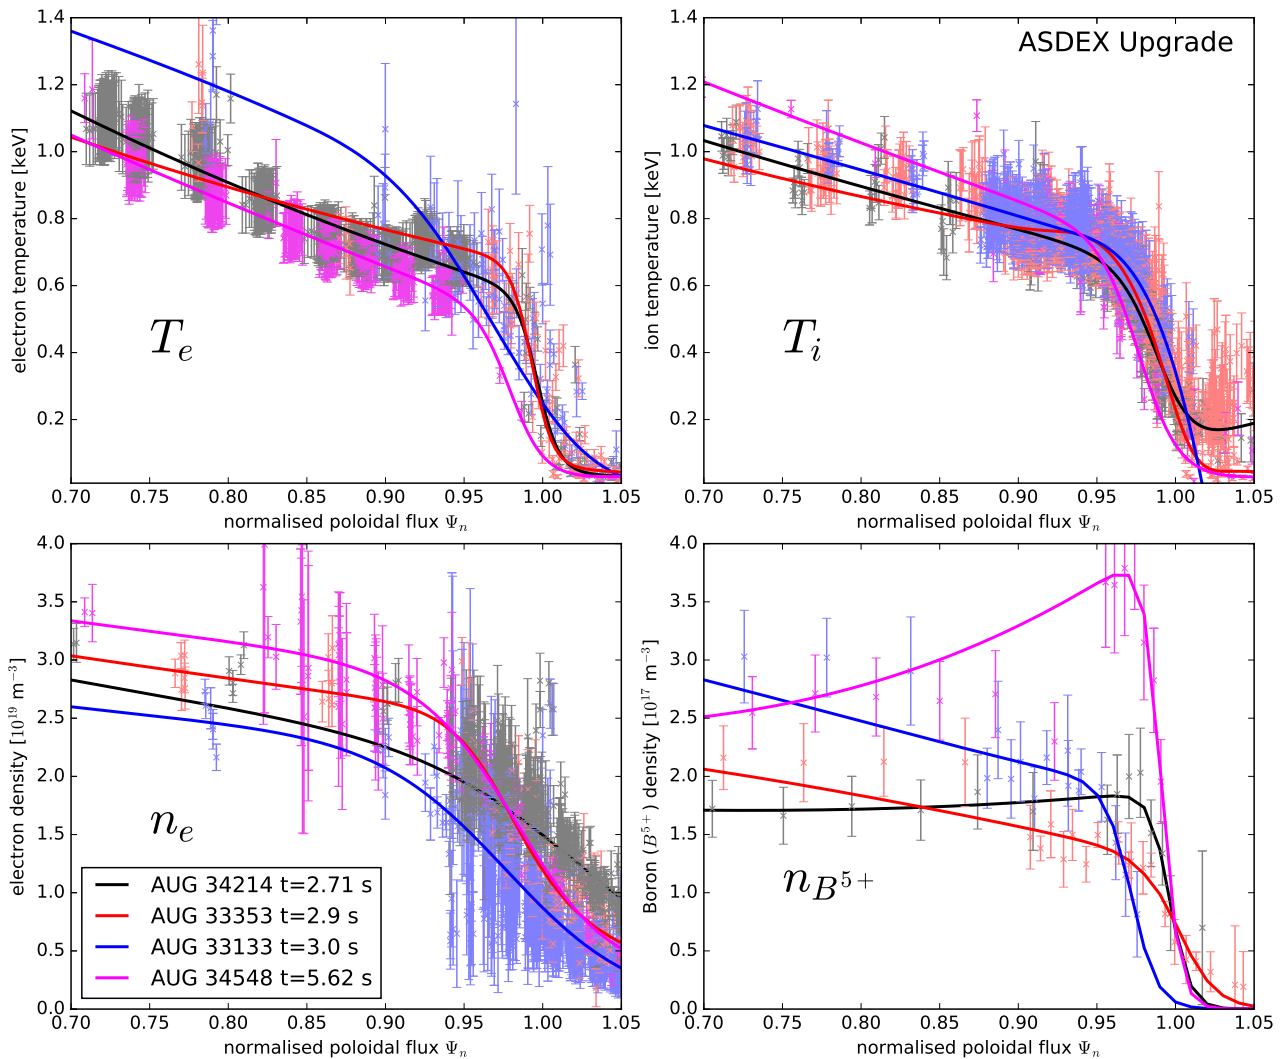 1.4
1.2
1.0
0.8
0.6
0.4
0.2
electron temperature [keV]
T_e
0.70 0.75 0.80 0.85 0.90 0.95 1.00 1.05
normalised poloidal flux Ψ_n
ASDEX Upgrade
1.4
1.2
1.0
0.8
0.6
0.4
0.2
ion temperature [keV]
T_i
0.70 0.75 0.80 0.85 0.90 0.95 1.00 1.05
normalised poloidal flux Ψ_n
4.0
3.5
3.0
2.5
2.0
1.5
1.0
0.5
0.0
electron density [10^19 m^−3]
n_e
AUG 34214 t=2.71 s
AUG 33353 t=2.9 s
AUG 33133 t=3.0 s
AUG 34548 t=5.62 s
0.70 0.75 0.80 0.85 0.90 0.95 1.00 1.05
normalised poloidal flux Ψ_n
4.0
3.5
3.0
2.5
2.0
1.5
1.0
0.5
0.0
Boron (B^5+) density [10^17 m^−3]
n_B^5+
0.70 0.75 0.80 0.85 0.90 0.95 1.00 1.05
normalised poloidal flux Ψ_n